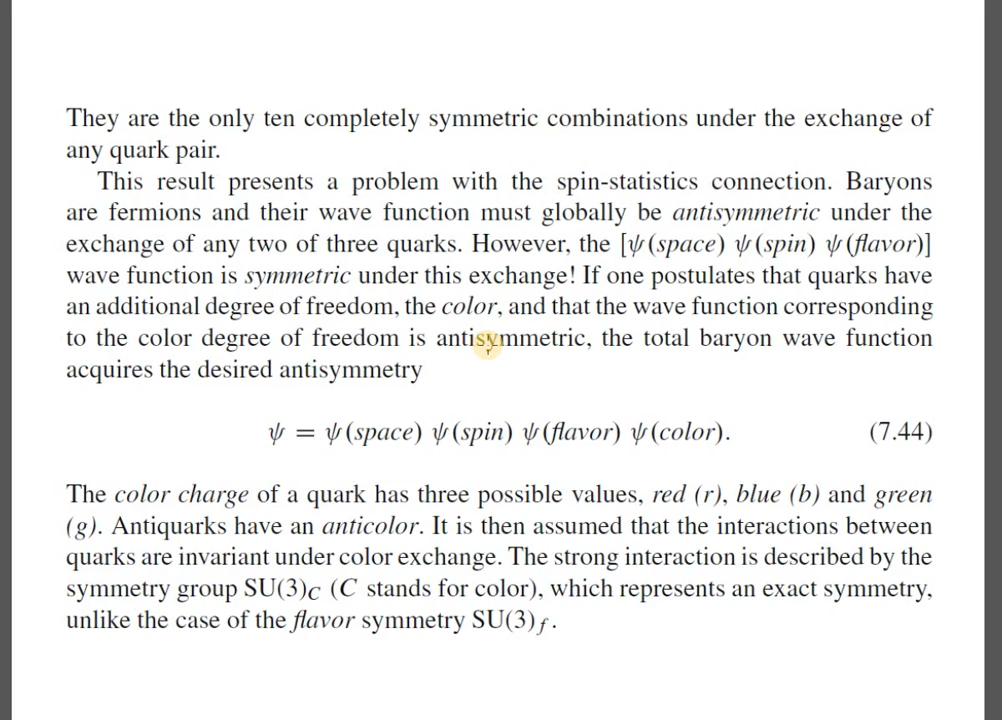 They are the only ten completely symmetric combinations under the exchange of
any quark pair.
This result presents a problem with the spin-statistics connection. Baryons
are fermions and their wave function must globally be antisymmetric under the
exchange of any two of three quarks. However, the [ψ(space) ψ(spin) ψ(flavor)]
wave function is symmetric under this exchange! If one postulates that quarks have
an additional degree of freedom, the color, and that the wave function corresponding
to the color degree of freedom is antisymmetric, the total baryon wave function
acquires the desired antisymmetry
ψ = ψ(space) ψ(spin) ψ(flavor) ψ(color). (7.44)
The color charge of a quark has three possible values, red (r), blue (b) and green
(g). Antiquarks have an anticolor. It is then assumed that the interactions between
quarks are invariant under color exchange. The strong interaction is described by the
symmetry group SU(3)C (C stands for color), which represents an exact symmetry,
unlike the case of the flavor symmetry SU(3)f.